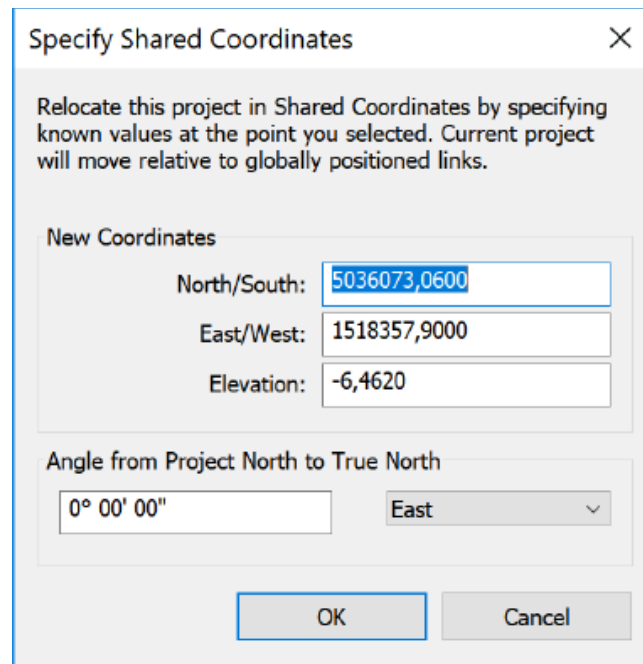 Specify Shared Coordinates
Relocate this project in Shared Coordinates by specifying
known values at the point you selected. Current project
will move relative to globally positioned links.
New Coordinates
North/South: 5036073,0600
East/West: 1518357,9000
Elevation: -6,4620
Angle from Project North to True North
0° 00' 00" East
OK Cancel